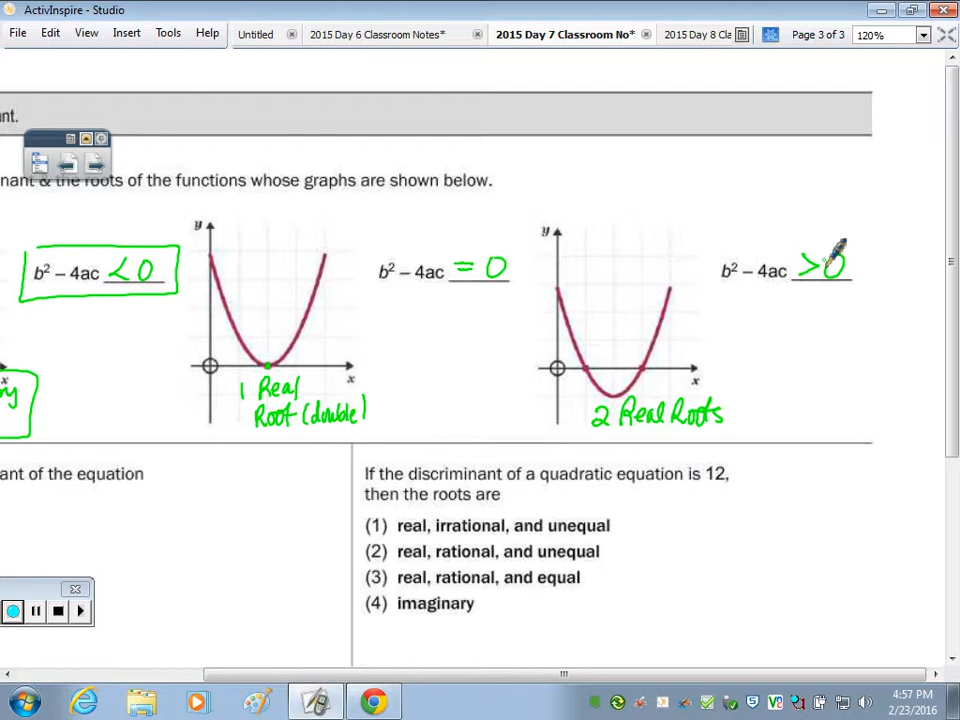 ActivInspire - Studio
File Edit View Insert Tools Help Untitled 2015 Day 6 Classroom Notes* 2015 Day 7 Classroom No* 2015 Day 8 Cla Page 3 of 3 120%
ant.
nant & the roots of the functions whose graphs are shown below.
b² – 4ac < 0
y
x
1 Real
Root (double)
b² – 4ac = 0
y
x
2 Real Roots
b² – 4ac > 0
x
ant of the equation
If the discriminant of a quadratic equation is 12,
then the roots are
(1) real, irrational, and unequal
(2) real, rational, and unequal
(3) real, rational, and equal
(4) imaginary
4:57 PM
2/23/2016